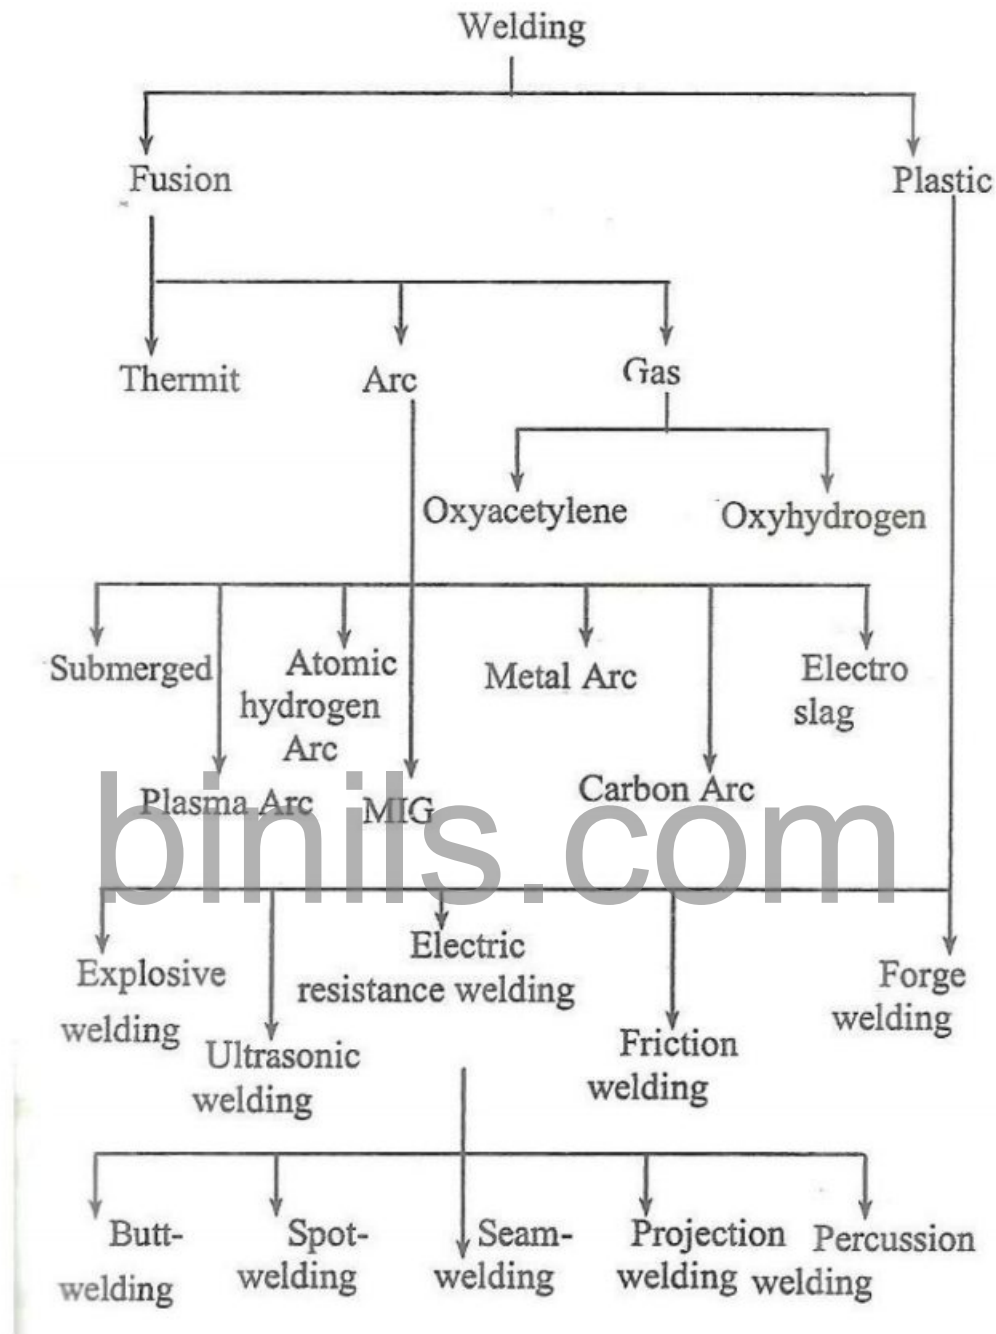 Welding
Fusion
Plastic
Thermit
Arc
Gas
Oxyacetylene
Oxyhydrogen
Submerged
Atomic
hydrogen
Arc
Metal Arc
Electro
slag
Plasma Arc
MIG
Carbon Arc
binils.com
Explosive
welding
Ultrasonic
welding
Electric
resistance welding
Friction
welding
Forge
welding
Butt-
welding
Spot-
welding
Seam-
welding
Projection
welding
Percussion
welding